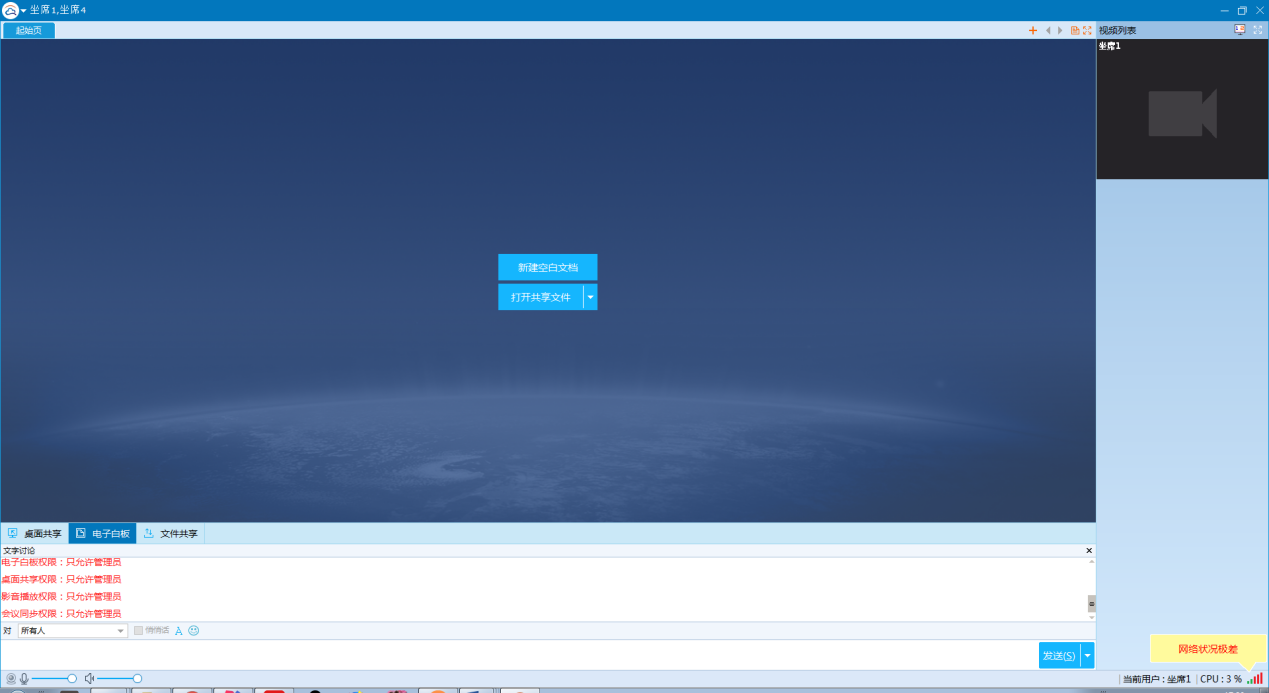 坐席1,坐席4
起始页
视频列表
坐席1
新建空白文档
打开共享文件
桌面共享
电子白板
文件共享
文字讨论
电子白板权限：只允许管理员
桌面共享权限：只允许管理员
影音播放权限：只允许管理员
会议同步权限：只允许管理员
对 所有人 悄悄话
发送(S)
网络状况极差
当前用户：坐席1 CPU：3 %